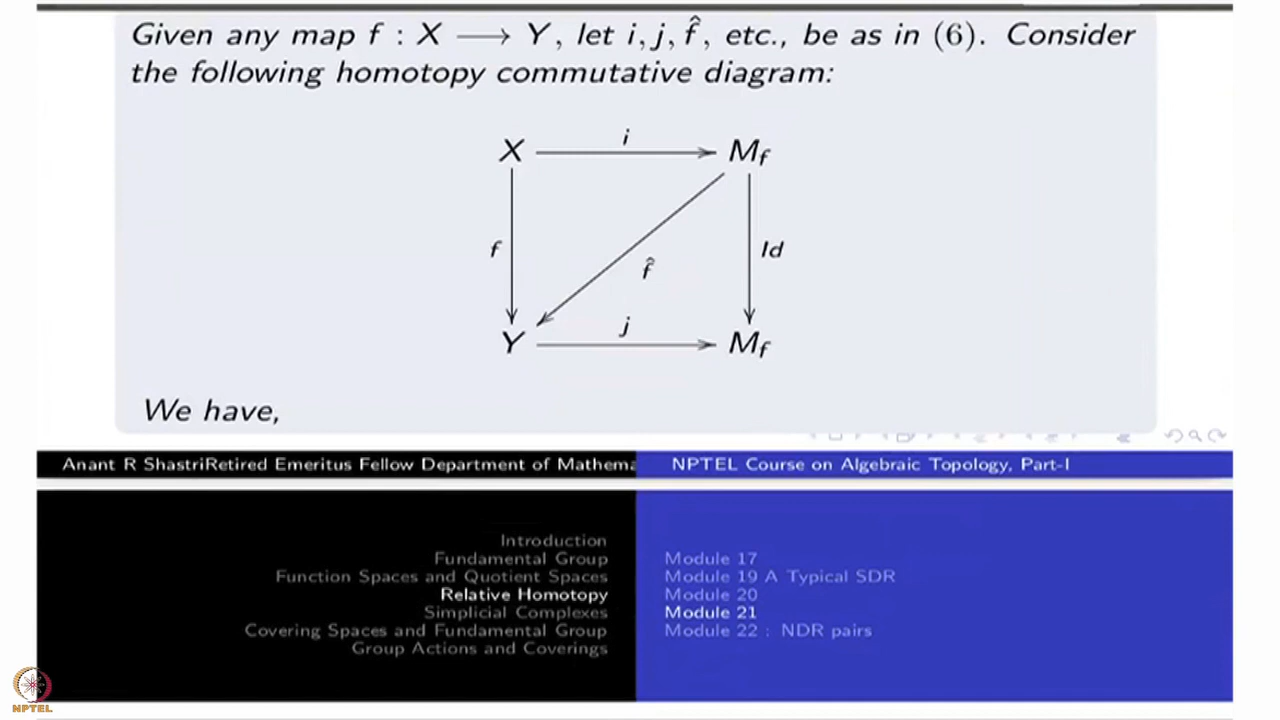 Given any map f : X ⟶ Y, let i, j, f̂, etc., be as in (6). Consider
the following homotopy commutative diagram:
X i M_f
f f̂ Id
Y j M_f
We have,
Anant R ShastriRetired Emeritus Fellow Department of Mathema NPTEL Course on Algebraic Topology, Part-I
Introduction
Fundamental Group
Function Spaces and Quotient Spaces
Relative Homotopy
Simplicial Complexes
Covering Spaces and Fundamental Group
Group Actions and Coverings
Module 17
Module 19 A Typical SDR
Module 20
Module 21
Module 22 : NDR pairs
NPTEL